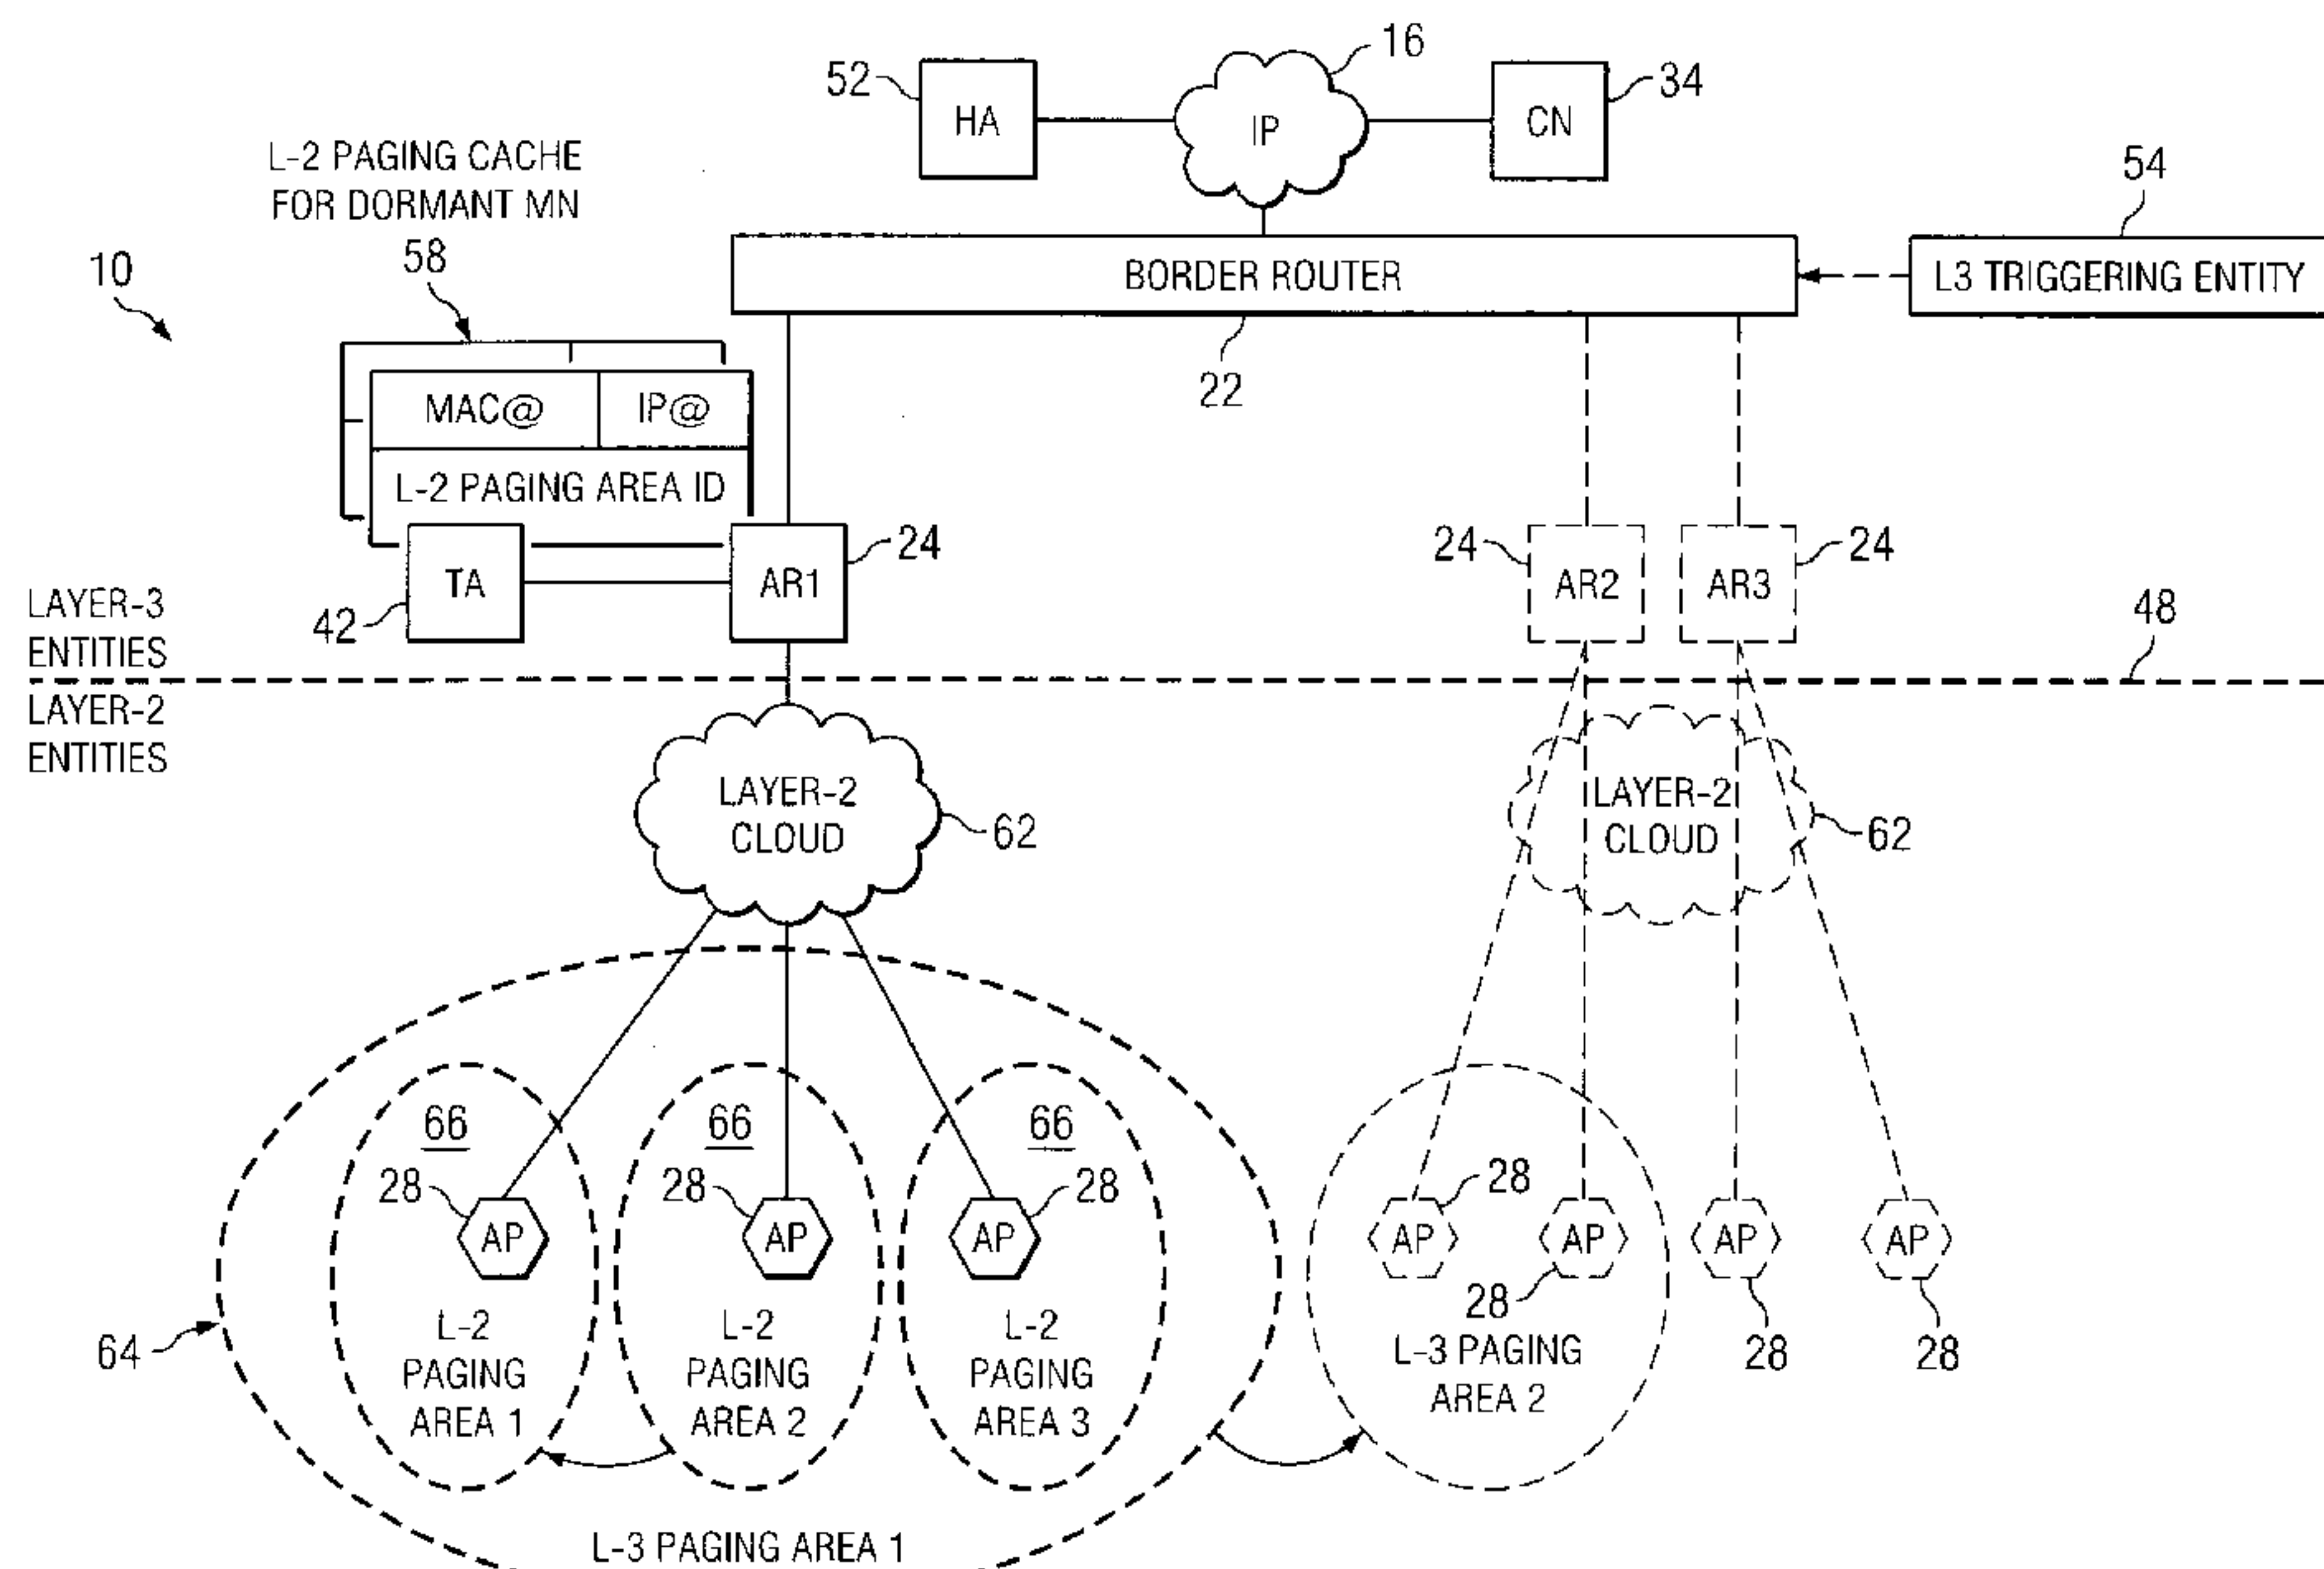 16
52
HA
IP
CN
34
L-2 PAGING CACHE
FOR DORMANT MN
58
54
10
BORDER ROUTER
L3 TRIGGERING ENTITY
22
MAC@
IP@
L-2 PAGING AREA ID
TA
42
AR1
24
24
AR2
AR3
24
LAYER-3
ENTITIES
48
LAYER-2
ENTITIES
LAYER-2
CLOUD
62
LAYER-2
CLOUD
62
66
66
66
28
AP
28
AP
28
AP
28
AP
AP
28
AP
28
AP
28
64
L-2
PAGING
AREA 1
L-2
PAGING
AREA 2
L-2
PAGING
AREA 3
L-3 PAGING
AREA 2
L-3 PAGING AREA 1